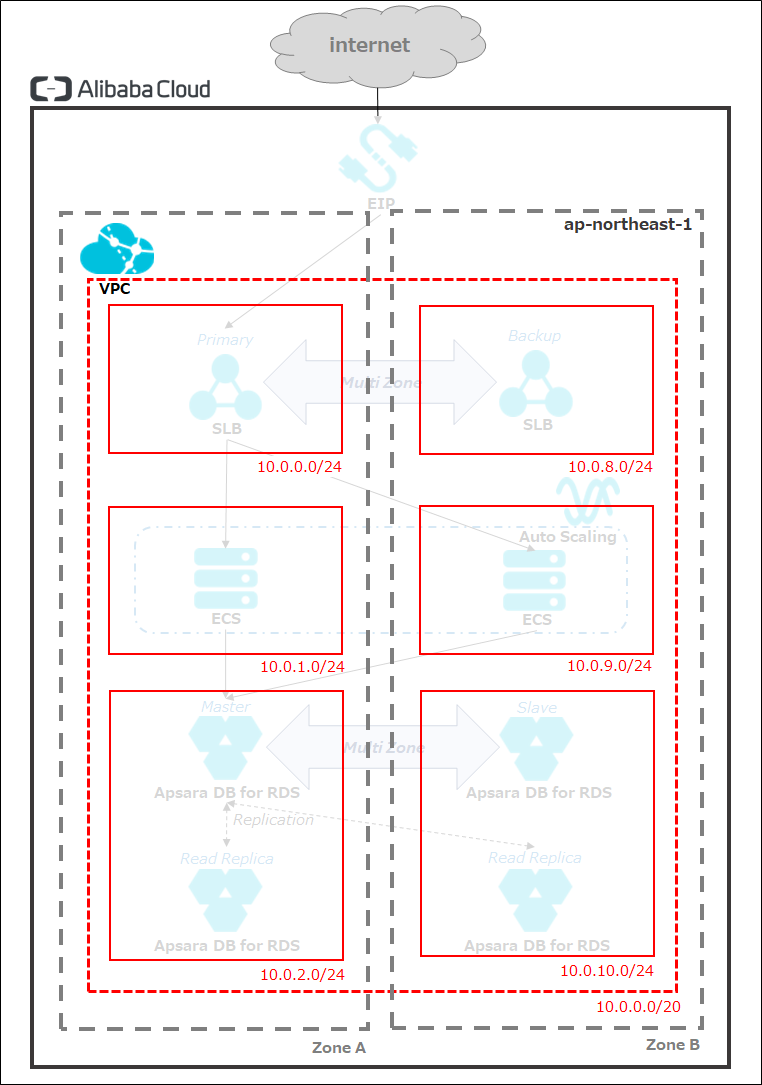 internet
Alibaba Cloud
EIP
ap-northeast-1
VPC
Primary
Backup
Multi Zone
SLB
SLB
10.0.0.0/24
10.0.8.0/24
Auto Scaling
ECS
ECS
10.0.1.0/24
10.0.9.0/24
Master
Slave
Multi Zone
Apsara DB for RDS
Apsara DB for RDS
Replication
Read Replica
Read Replica
Apsara DB for RDS
Apsara DB for RDS
10.0.2.0/24
10.0.10.0/24
10.0.0.0/20
Zone A
Zone B